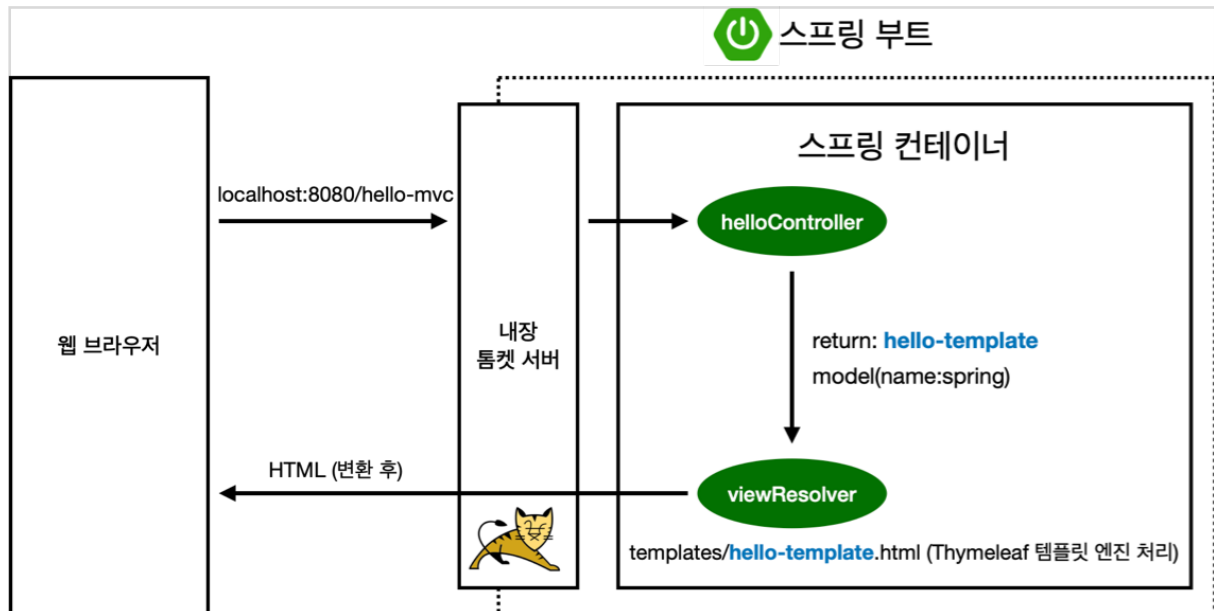 스프링 부트
스프링 컨테이너
localhost:8080/hello-mvc
helloController
웹 브라우저
내장
톰켓 서버
return: hello-template
model(name:spring)
HTML (변환 후)
viewResolver
templates/hello-template.html (Thymeleaf 템플릿 엔진 처리)